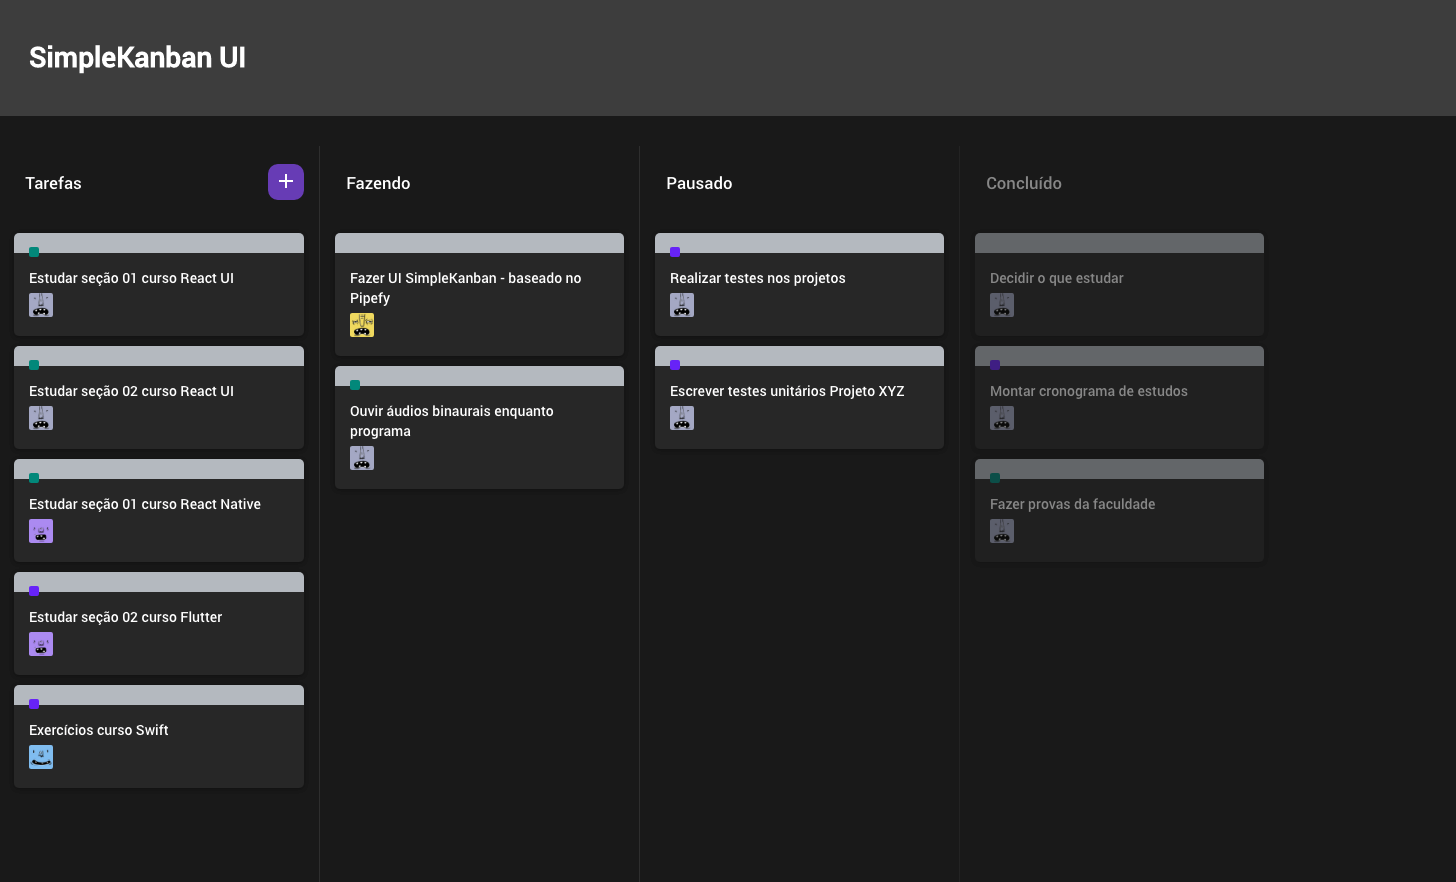 SimpleKanban UI
Tarefas
+
Estudar seção 01 curso React UI
Estudar seção 02 curso React UI
Estudar seção 01 curso React Native
Estudar seção 02 curso Flutter
Exercícios curso Swift
Fazendo
Fazer UI SimpleKanban - baseado no
Pipefy
Ouvir áudios binaurais enquanto
programa
Pausado
Realizar testes nos projetos
Escrever testes unitários Projeto XYZ
Concluído
Decidir o que estudar
Montar cronograma de estudos
Fazer provas da faculdade